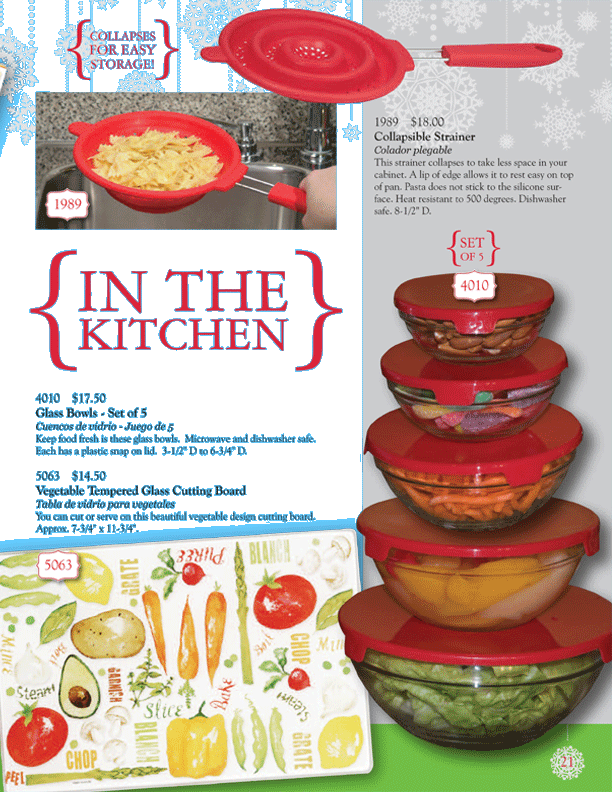 { COLLAPSES
FOR EASY
STORAGE! }
1989
1989 $18.00
Collapsible Strainer
Colador plegable
This strainer collapses to take less space in your
cabinet. A lip of edge allows it to rest easy on top
of pan. Pasta does not stick to the silicone sur-
face. Heat resistant to 500 degrees. Dishwasher
safe. 8-1/2" D.
{ SET
OF 5 }
4010
{ IN THE
KITCHEN }
4010 $17.50
Glass Bowls - Set of 5
Cuencos de vidrio - Juego de 5
Keep food fresh is these glass bowls. Microwave and dishwasher safe.
Each has a plastic snap on lid. 3-1/2" D to 6-3/4" D.
5063 $14.50
Vegetable Tempered Glass Cutting Board
Tabla de vidrio para vegetales
You can cut or serve on this beautiful vegetable design cutting board.
Approx. 7-3/4" x 11-3/4".
5063
PUREE
BLANCH
GRATE
MINCE
Boil
Steam
GARNISH
Slice
Bake
CHOP
Steam
BLANCH
GRATE
CHOP
PEEL
21